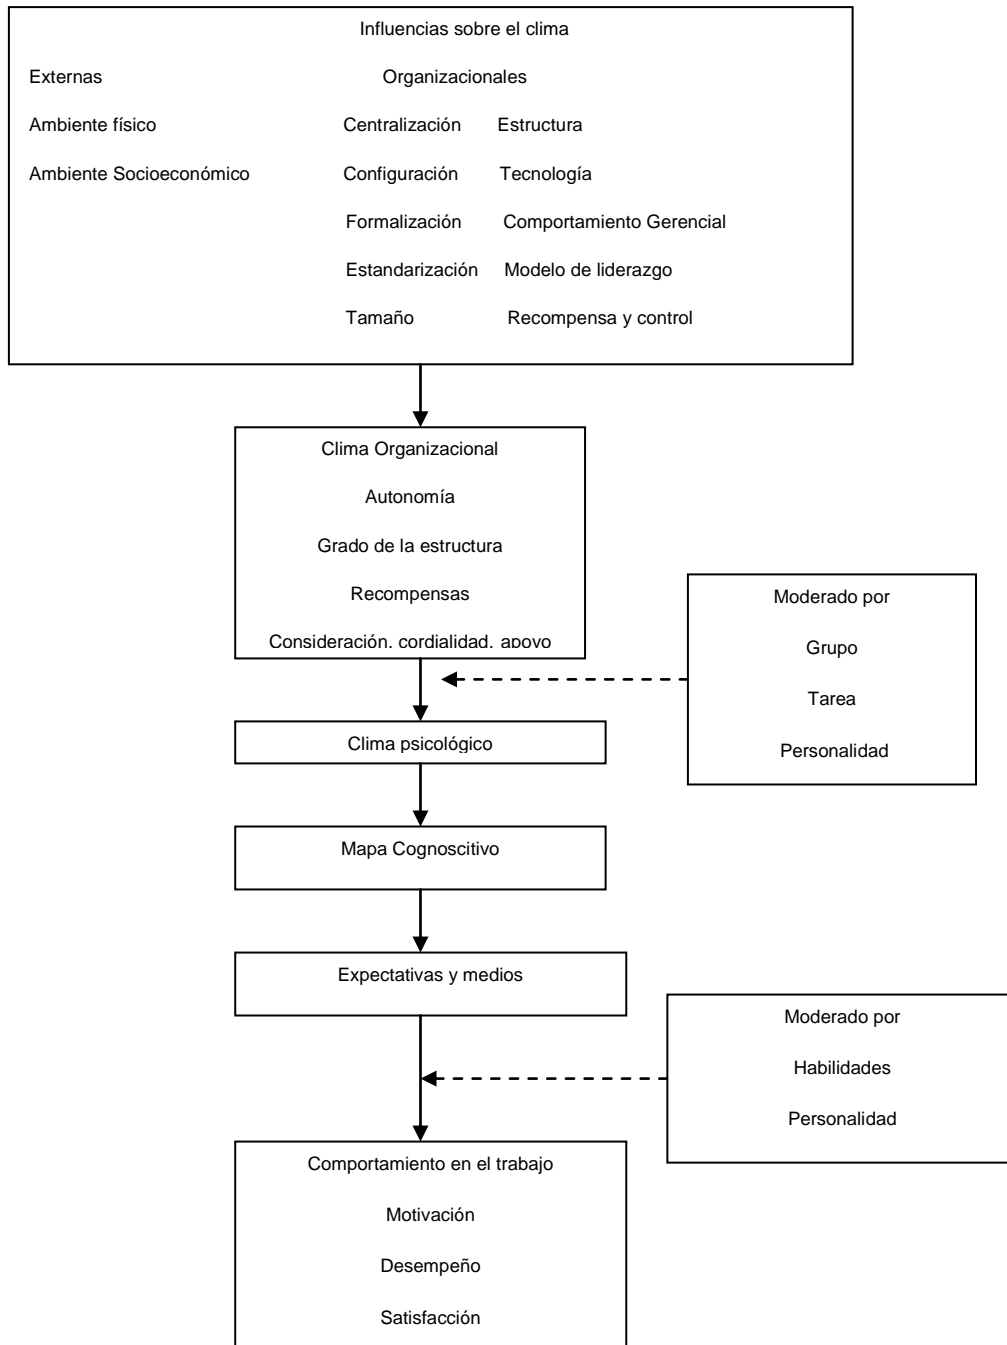 Influencias sobre el clima
Externas Organizacionales
Ambiente físico Centralización Estructura
Ambiente Socioeconómico Configuración Tecnología
Formalización Comportamiento Gerencial
Estandarización Modelo de liderazgo
Tamaño Recompensa y control
Clima Organizacional
Autonomía
Grado de la estructura
Recompensas
Consideración, cordialidad, apoyo
Moderado por
Grupo
Tarea
Personalidad
Clima psicológico
Mapa Cognoscitivo
Expectativas y medios
Moderado por
Habilidades
Personalidad
Comportamiento en el trabajo
Motivación
Desempeño
Satisfacción